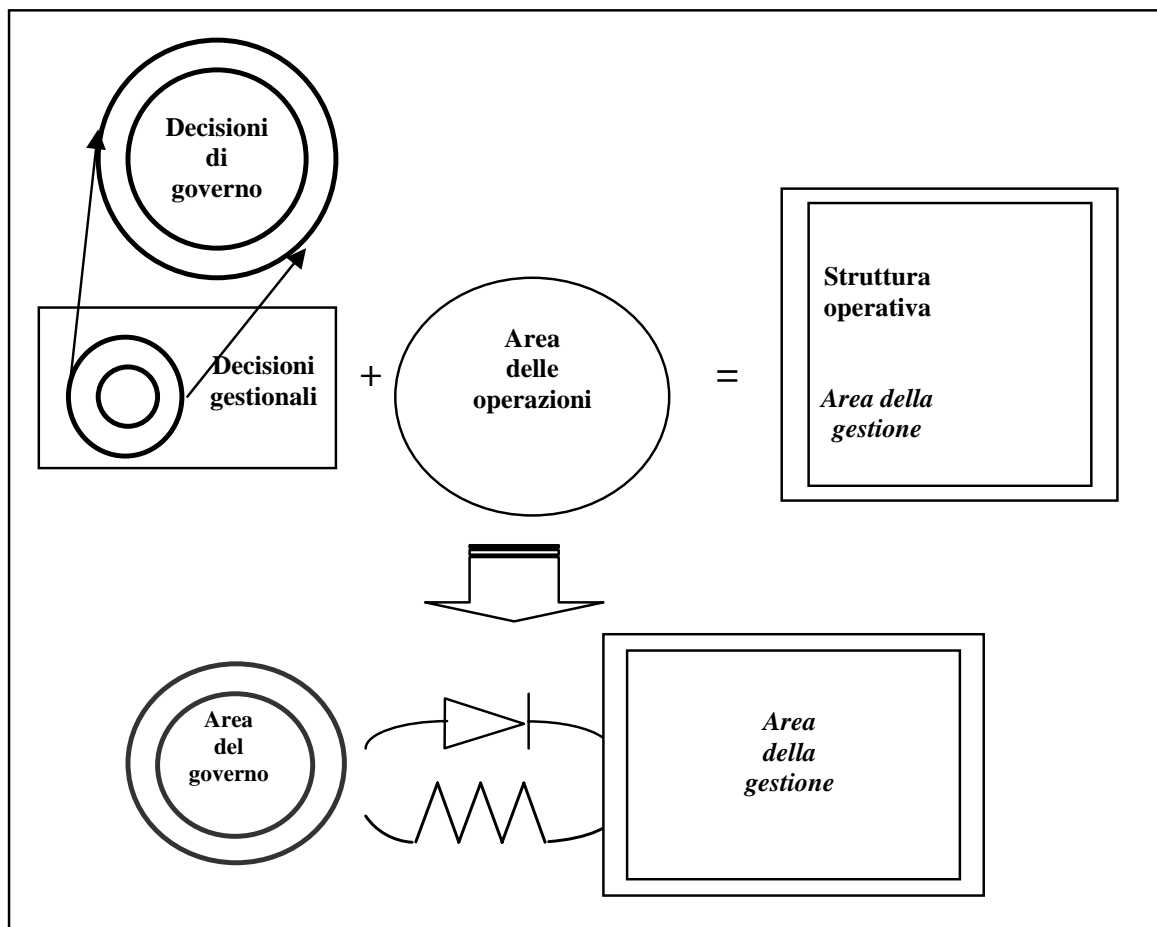 Decisioni
di
governo
Decisioni
gestionali
+
Area
delle
operazioni
=
Struttura
operativa
Area della
gestione
Area
del
governo
Area
della
gestione